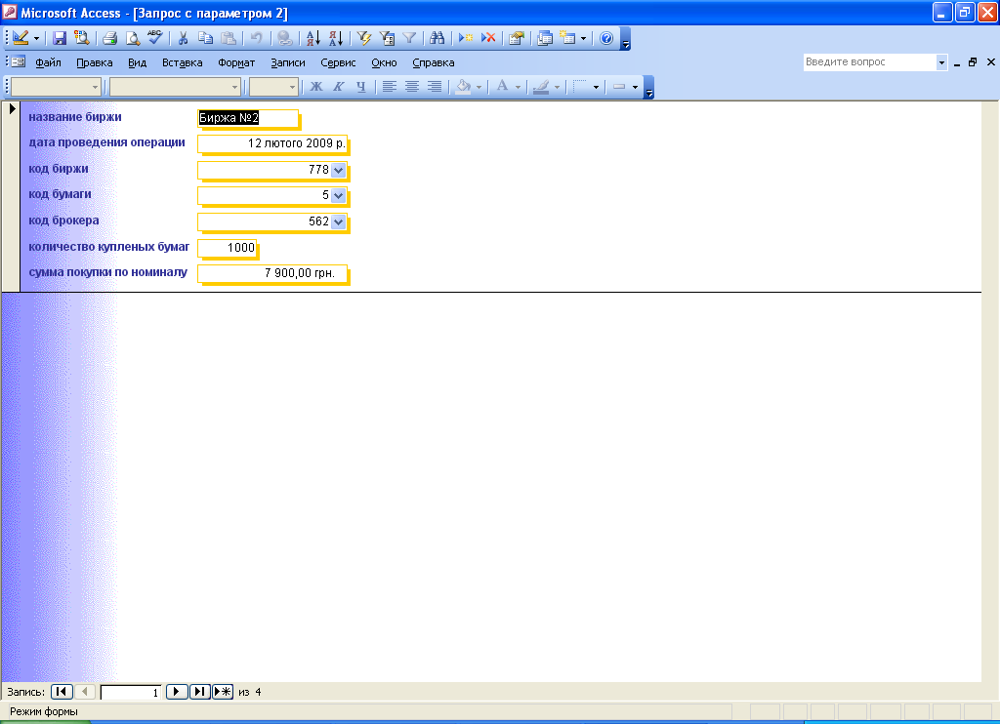 Microsoft Access - [Запрос с параметром 2]
Файл Правка Вид Вставка Формат Записи Сервис Окно Справка
Введите вопрос
Ж К Ч А
название биржи Биржа №2
дата проведения операции 12 лютого 2009 р.
код биржи 778
код бумаги 5
код брокера 562
количество купленых бумаг 1000
сумма покупки по номиналу 7 900,00 грн.
Запись: 1 из 4
Режим формы